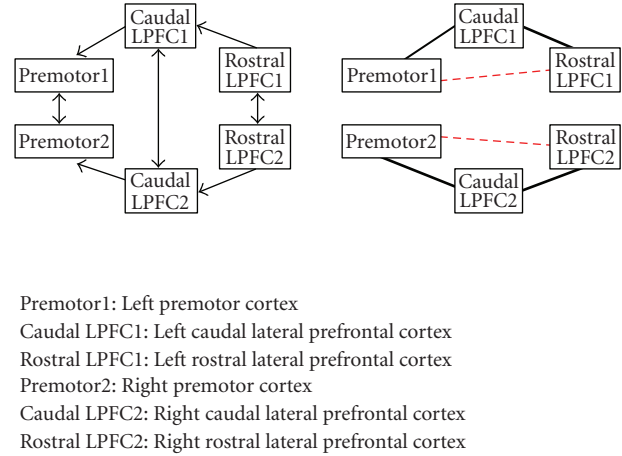 Caudal
LPFC1
Premotor1
Rostral
LPFC1
Premotor2
Rostral
LPFC2
Caudal
LPFC2
Caudal
LPFC1
Premotor1
Rostral
LPFC1
Premotor2
Rostral
LPFC2
Caudal
LPFC2
Premotor1: Left premotor cortex
Caudal LPFC1: Left caudal lateral prefrontal cortex
Rostral LPFC1: Left rostral lateral prefrontal cortex
Premotor2: Right premotor cortex
Caudal LPFC2: Right caudal lateral prefrontal cortex
Rostral LPFC2: Right rostral lateral prefrontal cortex